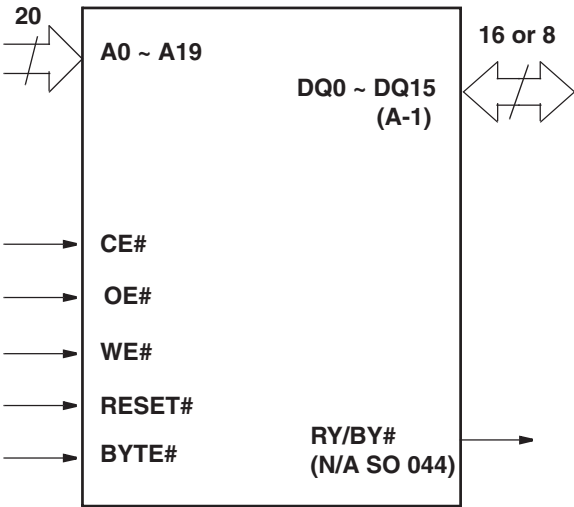 20
A0 ~ A19
16 or 8
DQ0 ~ DQ15
(A-1)
CE#
OE#
WE#
RESET#
BYTE#
RY/BY#
(N/A SO 044)